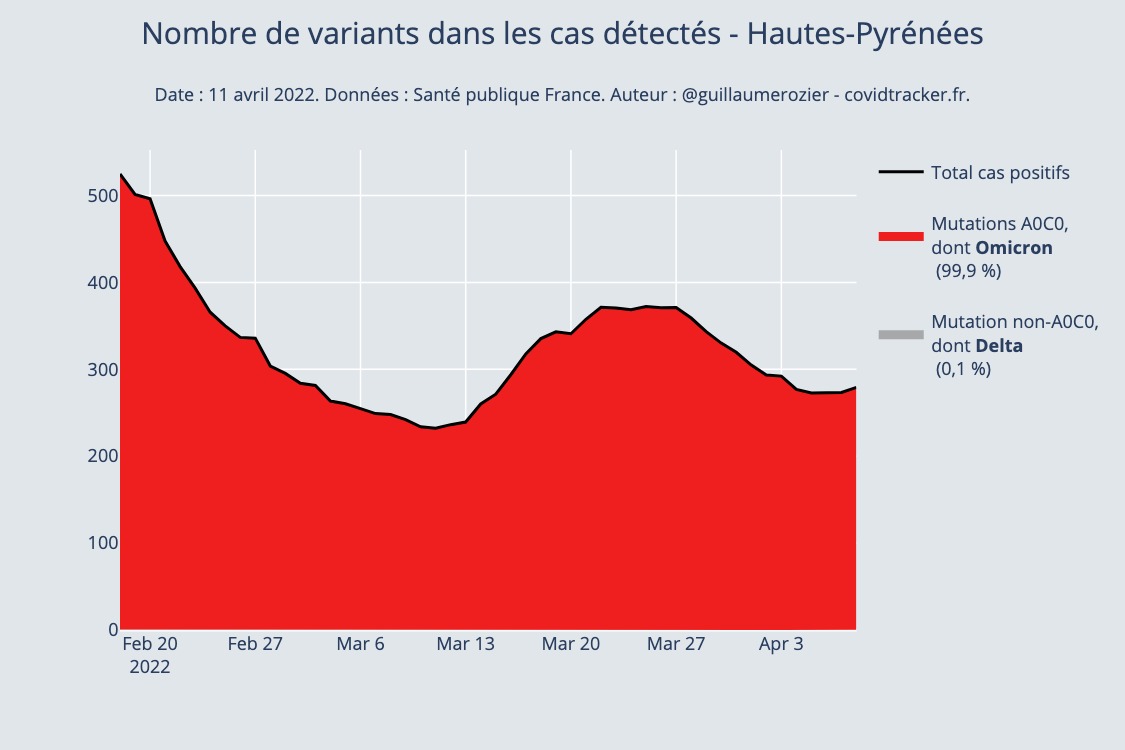 Nombre de variants dans les cas détectés - Hautes-Pyrénées
Date : 11 avril 2022. Données : Santé publique France. Auteur : @guillaumerozier - covidtracker.fr.
Total cas positifs
Mutations A0C0,
dont Omicron
(99,9 %)
Mutation non-A0C0,
dont Delta
(0,1 %)
500
400
300
200
100
0
Feb 20
2022
Feb 27
Mar 6
Mar 13
Mar 20
Mar 27
Apr 3